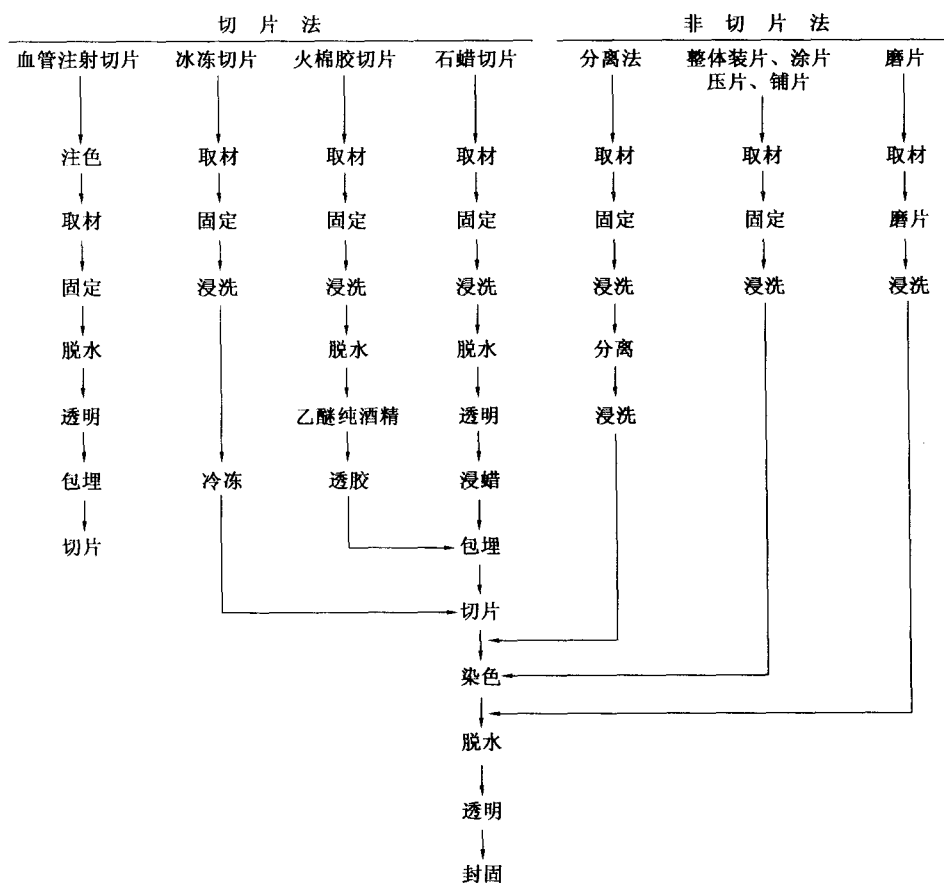 切片法 非切片法
血管注射切片 冰冻切片 火棉胶切片 石蜡切片 分离法 整体装片、涂片 磨片
压片、铺片
注色 取材 取材 取材 取材 取材 取材
取材 固定 固定 固定 固定 固定 磨片
固定 浸洗 浸洗 浸洗 浸洗 浸洗 浸洗
脱水 脱水 脱水 分离
透明 乙醚纯酒精 透明 浸洗
包埋 冷冻 透胶 浸蜡
切片 包埋
切片
染色
脱水
透明
封固